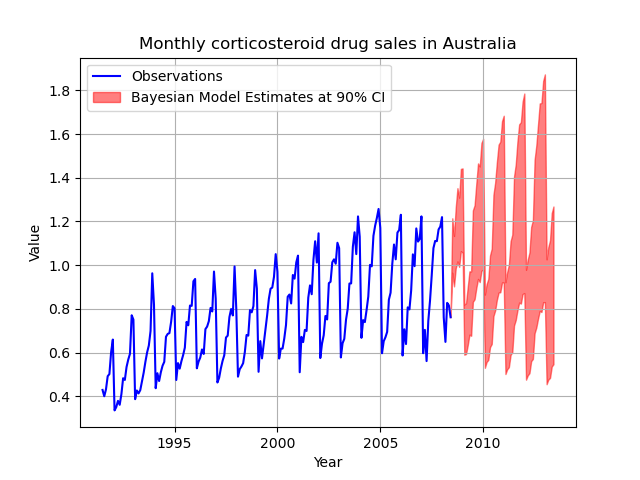 Monthly corticosteroid drug sales in Australia
Observations
Bayesian Model Estimates at 90% CI
1.8
1.6
1.4
1.2
1.0
0.8
0.6
0.4
Value
1995 2000 2005 2010
Year